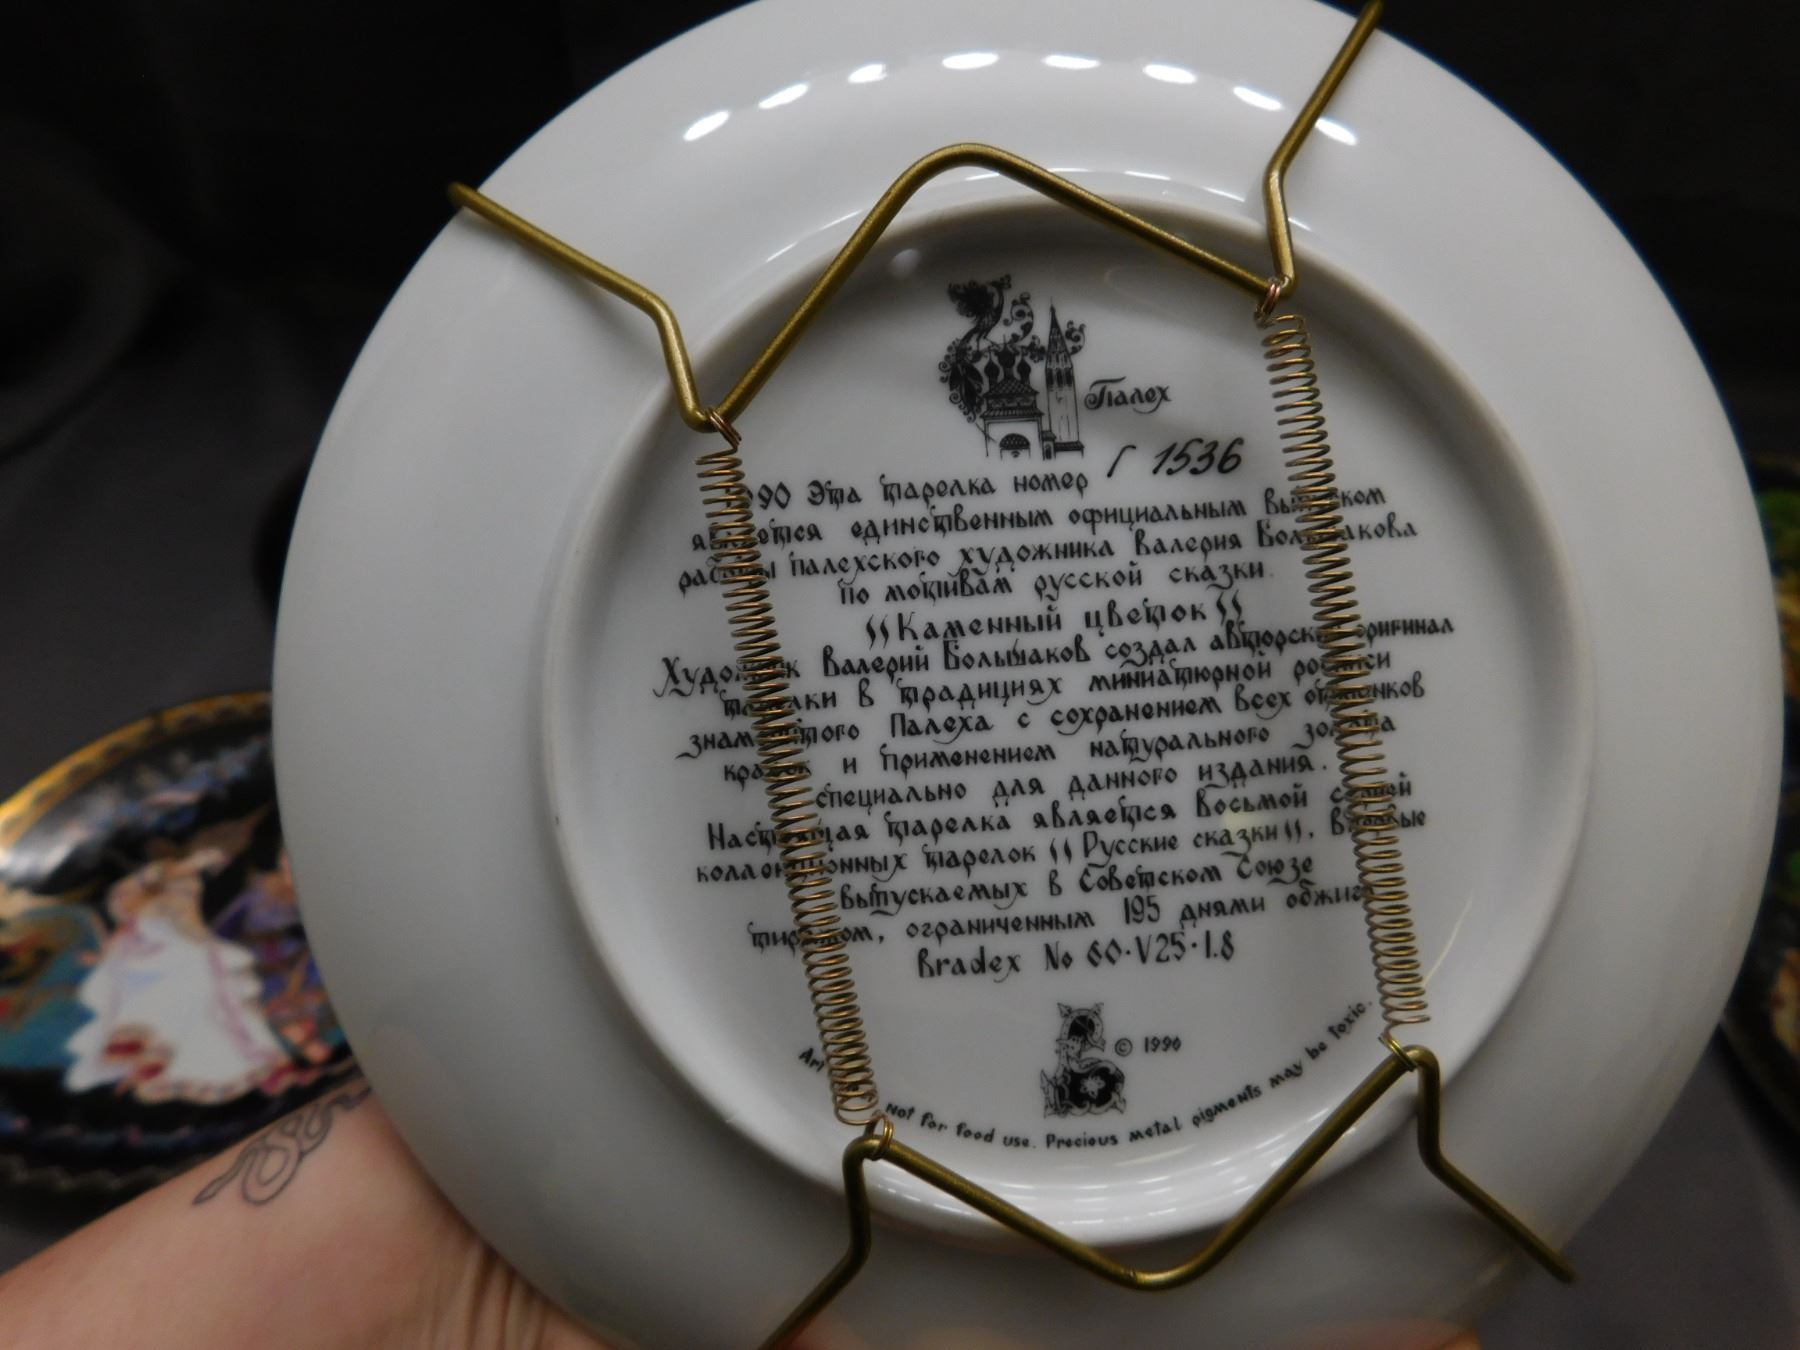 Палех
Г 1536
Эта тарелка номер
является единственным официальным выпуском
работы палехского художника Валерия Большакова
по мотивам русской сказки
"Каменный цветок"
Художник Валерий Большаков создал авторский оригинал
тарелки в традициях миниатюрной росписи
знаменитого Палеха с сохранением всех оттенков
красок и применением натурального золота
специально для данного издания.
Настоящая тарелка является восьмой серией
коллекционных тарелок "Русские сказки", впервые
выпускаемых в Советском Союзе
тиражом, ограниченным 195 днями обжига
Bradex No 60·V25·1.8
© 1990
Not for food use. Precious metal pigments may be toxic.